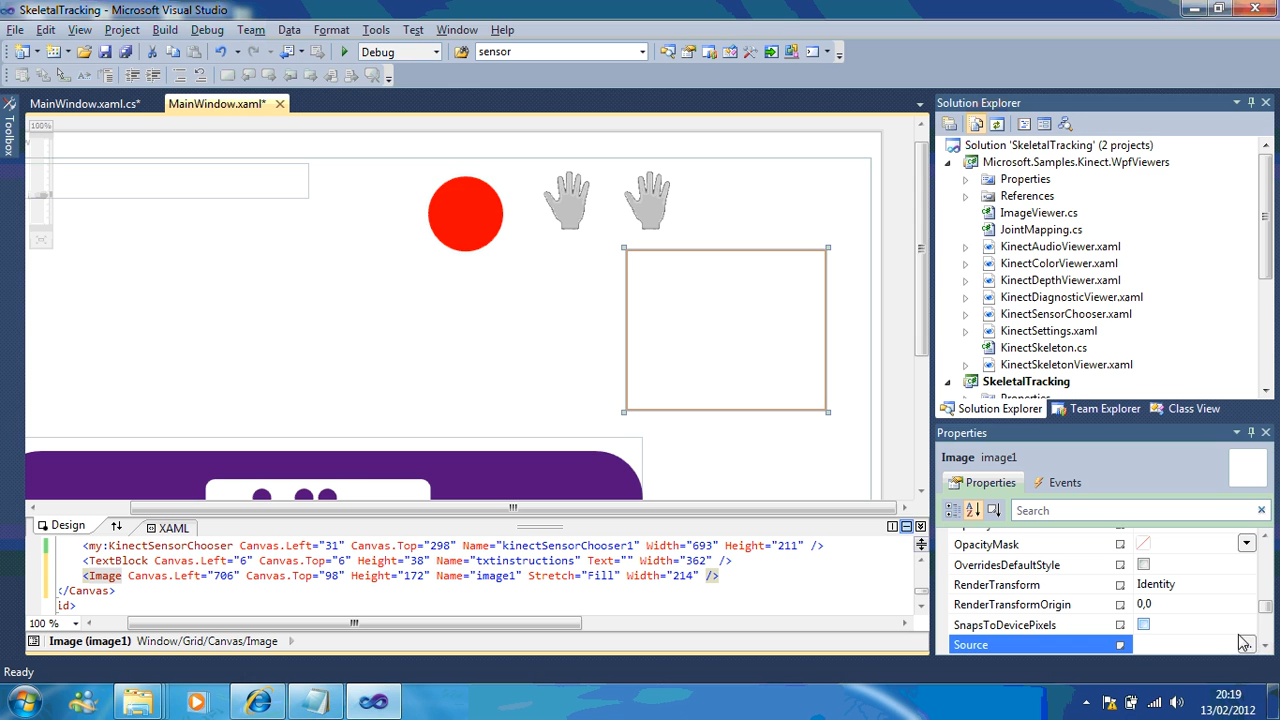 SkeletalTracking - Microsoft Visual Studio
File Edit View Project Build Debug Team Data Format Tools Test Window Help
Debug sensor
MainWindow.xaml.cs* MainWindow.xaml*
Toolbox
100%
Solution Explorer
Solution 'SkeletalTracking' (2 projects)
Microsoft.Samples.Kinect.WpfViewers
Properties
References
ImageViewer.cs
JointMapping.cs
KinectAudioViewer.xaml
KinectColorViewer.xaml
KinectDepthViewer.xaml
KinectDiagnosticViewer.xaml
KinectSensorChooser.xaml
KinectSettings.xaml
KinectSkeleton.cs
KinectSkeletonViewer.xaml
SkeletalTracking
Properties
Solution Explorer Team Explorer Class View
Properties
Image image1
Properties Events
Search
OpacityMask
OverridesDefaultStyle
RenderTransform Identity
RenderTransformOrigin 0,0
SnapsToDevicePixels
Source
Design XAML
<my:KinectSensorChooser Canvas.Left="31" Canvas.Top="298" Name="kinectSensorChooser1" Width="693" Height="211" />
<TextBlock Canvas.Left="6" Canvas.Top="6" Height="38" Name="txtinstructions" Text="" Width="362" />
<Image Canvas.Left="706" Canvas.Top="98" Height="172" Name="image1" Stretch="Fill" Width="214" />
:/Canvas>
id>
100 %
Image (image1) Window/Grid/Canvas/Image
Ready
20:19
13/02/2012